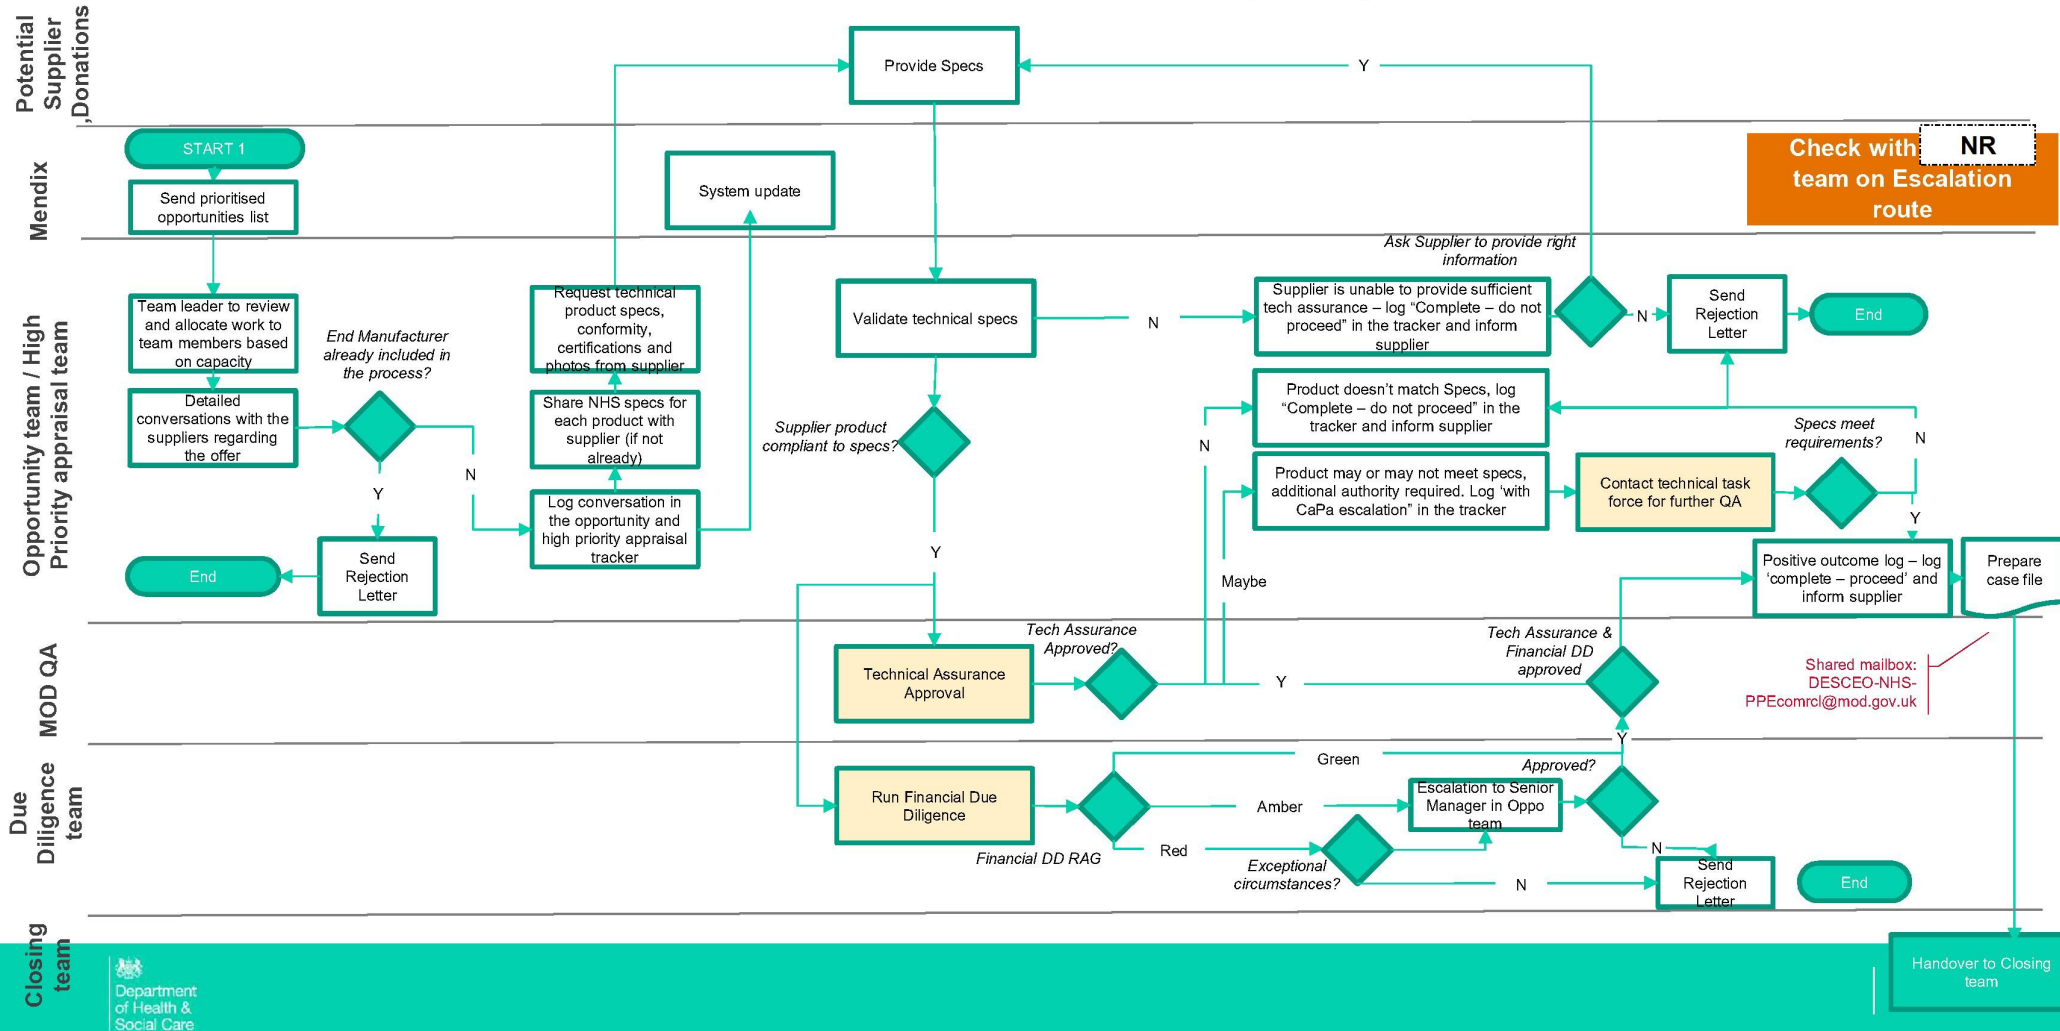 Potential
Supplier
,Donations
Provide Specs
Y
Mendix
START 1
Send prioritised
opportunities list
System update
Check with
NR
team on Escalation
route
Opportunity team / High
Priority appraisal team
Team leader to review
and allocate work to
team members based
on capacity
Detailed
conversations with the
suppliers regarding
the offer
End Manufacturer
already included in
the process?
Y
N
Send
Rejection
Letter
End
Request technical
product specs,
conformity,
certifications and
photos from supplier
Share NHS specs for
each product with
supplier (if not
already)
Log conversation in
the opportunity and
high priority appraisal
tracker
Validate technical specs
N
Supplier product
compliant to specs?
Y
Ask Supplier to provide right
information
Supplier is unable to provide sufficient
tech assurance – log “Complete – do not
proceed” in the tracker and inform
supplier
N
Send
Rejection
Letter
End
Product doesn’t match Specs, log
“Complete – do not proceed” in the
tracker and inform supplier
N
Product may or may not meet specs,
additional authority required. Log ‘with
CaPa escalation” in the tracker
Maybe
Contact technical task
force for further QA
Specs meet
requirements?
N
Y
Positive outcome log – log
‘complete – proceed’ and
inform supplier
Prepare
case file
MOD QA
Technical Assurance
Approval
Tech Assurance
Approved?
Y
Tech Assurance &
Financial DD
approved
Shared mailbox:
DESCEO-NHS-
PPEcomrcl@mod.gov.uk
Due
Diligence
team
Run Financial Due
Diligence
Financial DD RAG
Green
Amber
Red
Exceptional
circumstances?
Escalation to Senior
Manager in Oppo
team
Approved?
Y
N
N
Send
Rejection
Letter
End
Closing
team
Department
of Health &
Social Care
Handover to Closing
team